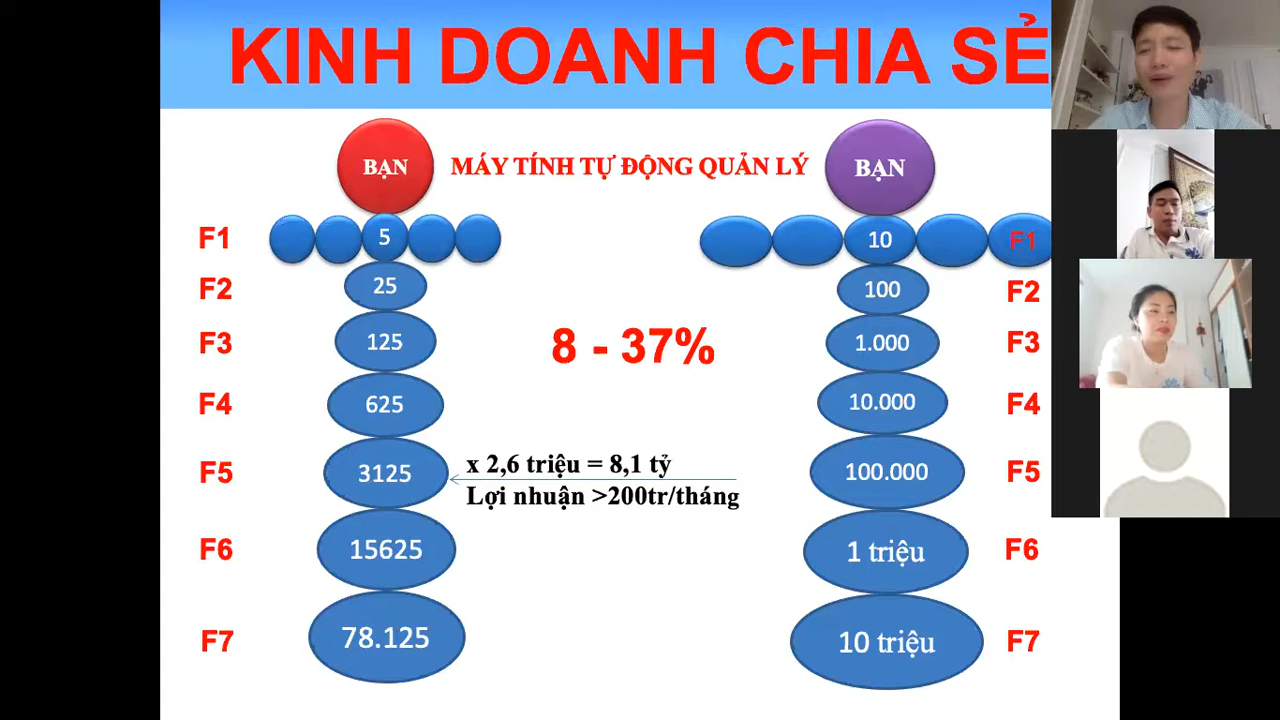 KINH DOANH CHIA SẺ
BẠN MÁY TÍNH TỰ ĐỘNG QUẢN LÝ BẠN
F1 5 10 F1
F2 25 100 F2
F3 125 8 - 37% 1.000 F3
F4 625 10.000 F4
F5 3125 x 2,6 triệu = 8,1 tỷ 100.000 F5
Lợi nhuận >200tr/tháng
F6 15625 1 triệu F6
F7 78.125 10 triệu F7